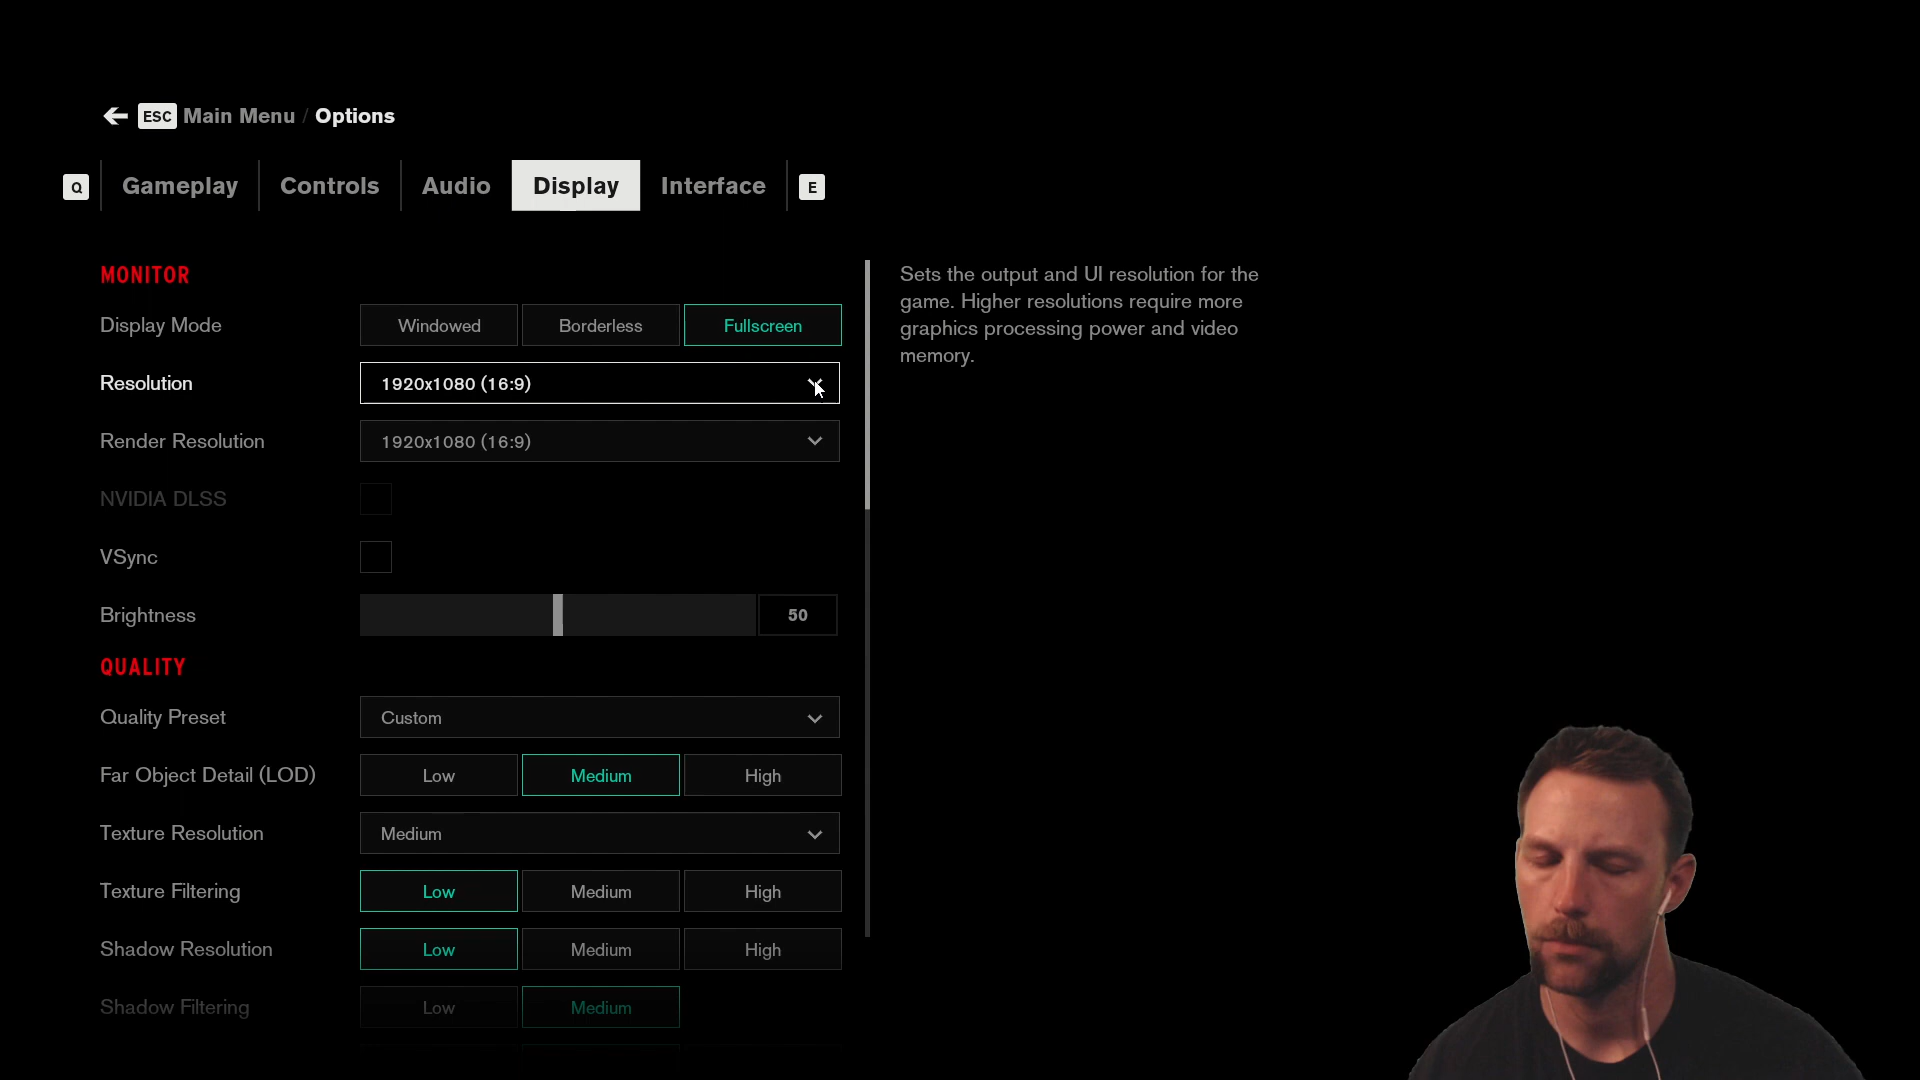 ESC Main Menu / Options
Q Gameplay Controls Audio Display Interface E
MONITOR
Display Mode Windowed Borderless Fullscreen
Resolution 1920x1080 (16:9)
Render Resolution 1920x1080 (16:9)
NVIDIA DLSS
VSync
Brightness 50
QUALITY
Quality Preset Custom
Far Object Detail (LOD) Low Medium High
Texture Resolution Medium
Texture Filtering Low Medium High
Shadow Resolution Low Medium High
Shadow Filtering Low Medium
Sets the output and UI resolution for the
game. Higher resolutions require more
graphics processing power and video
memory.